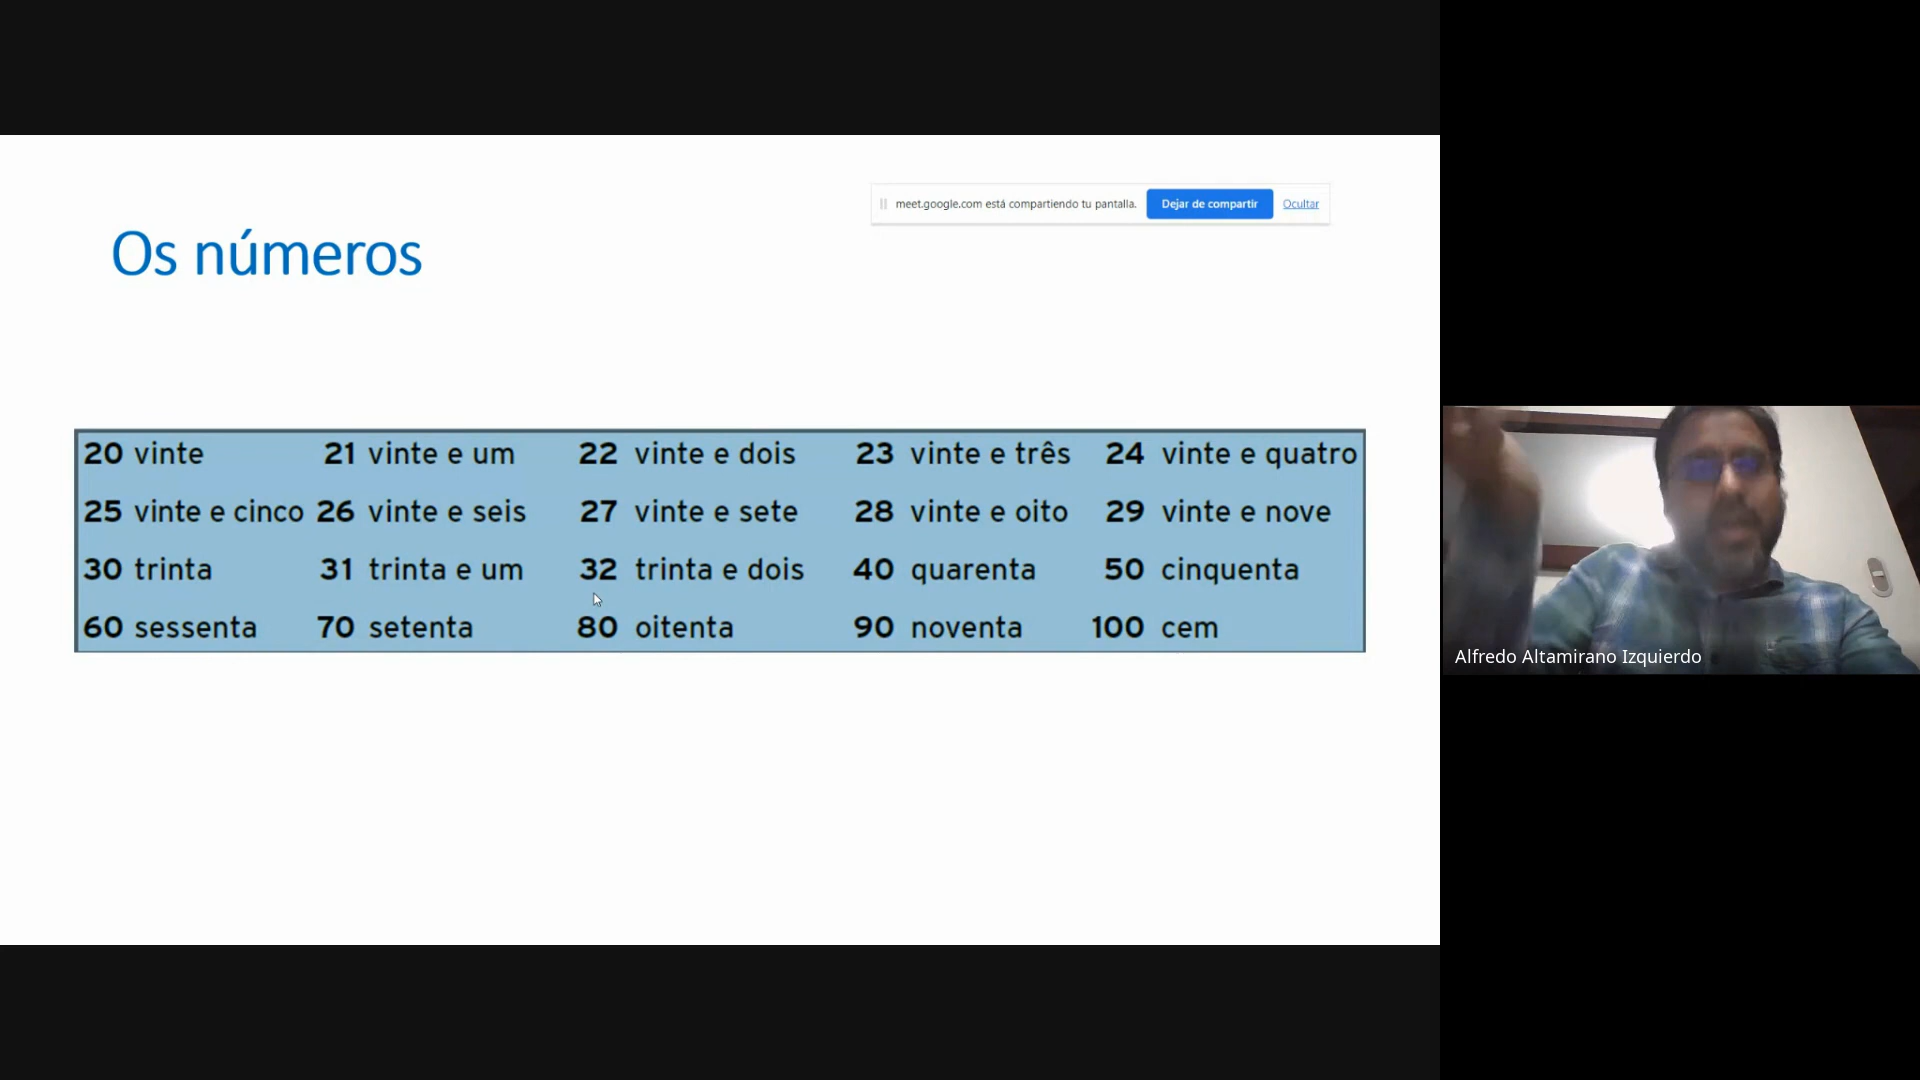 meet.google.com está compartiendo tu pantalla. Dejar de compartir Ocultar
Os números
20 vinte 21 vinte e um 22 vinte e dois 23 vinte e três 24 vinte e quatro
25 vinte e cinco 26 vinte e seis 27 vinte e sete 28 vinte e oito 29 vinte e nove
30 trinta 31 trinta e um 32 trinta e dois 40 quarenta 50 cinquenta
60 sessenta 70 setenta 80 oitenta 90 noventa 100 cem
Alfredo Altamirano Izquierdo